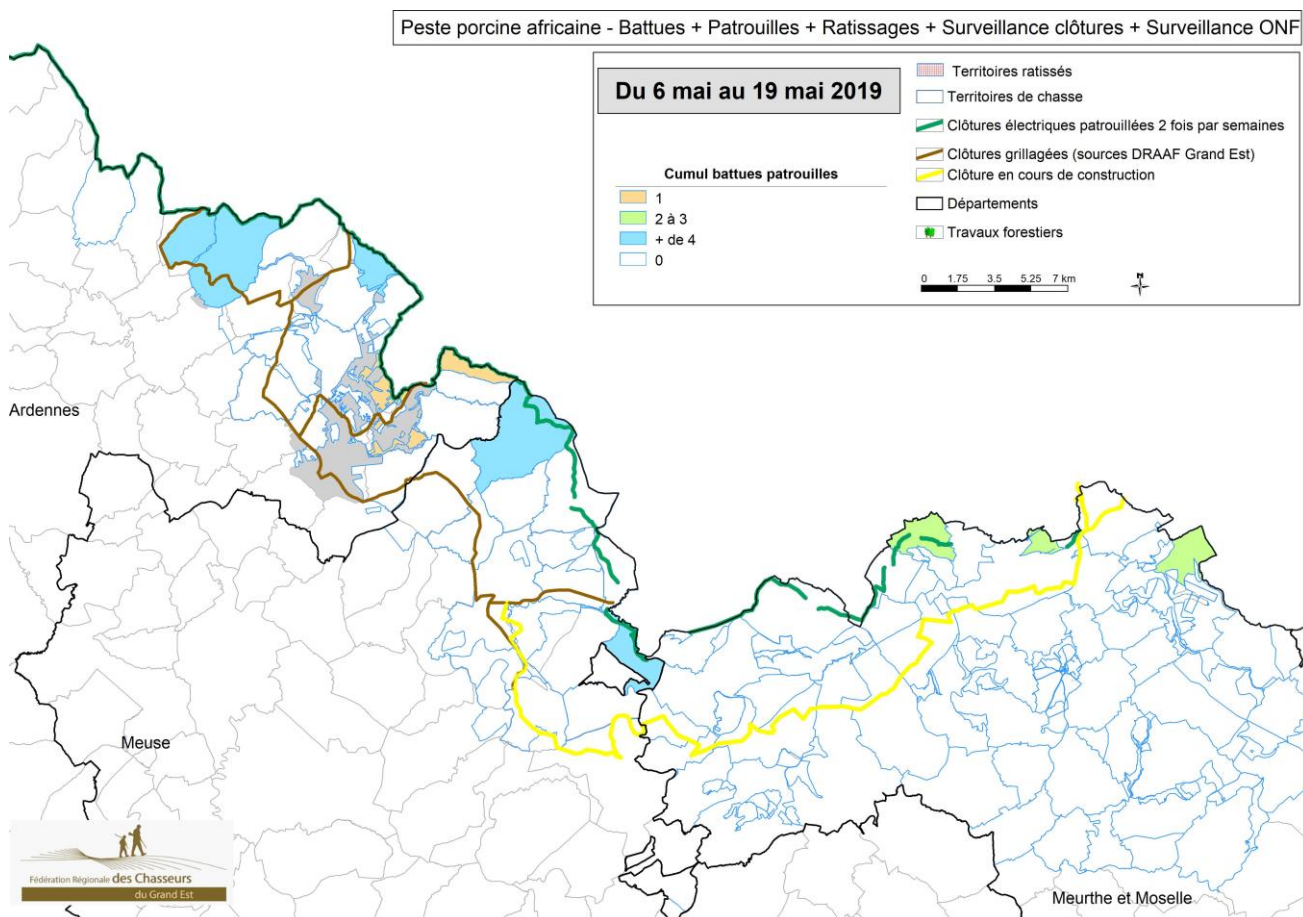 Peste porcine africaine - Battues + Patrouilles + Ratissages + Surveillance clôtures + Surveillance ONF
Du 6 mai au 19 mai 2019
Cumul battues patrouilles
1
2 à 3
+ de 4
0
Territoires ratissés
Territoires de chasse
Clôtures électriques patrouillées 2 fois par semaines
Clôtures grillagées (sources DRAAF Grand Est)
Clôture en cours de construction
Départements
Travaux forestiers
0 1.75 3.5 5.25 7 km
N
Ardennes
Meuse
Meurthe et Moselle
Fédération Régionale des Chasseurs
du Grand Est